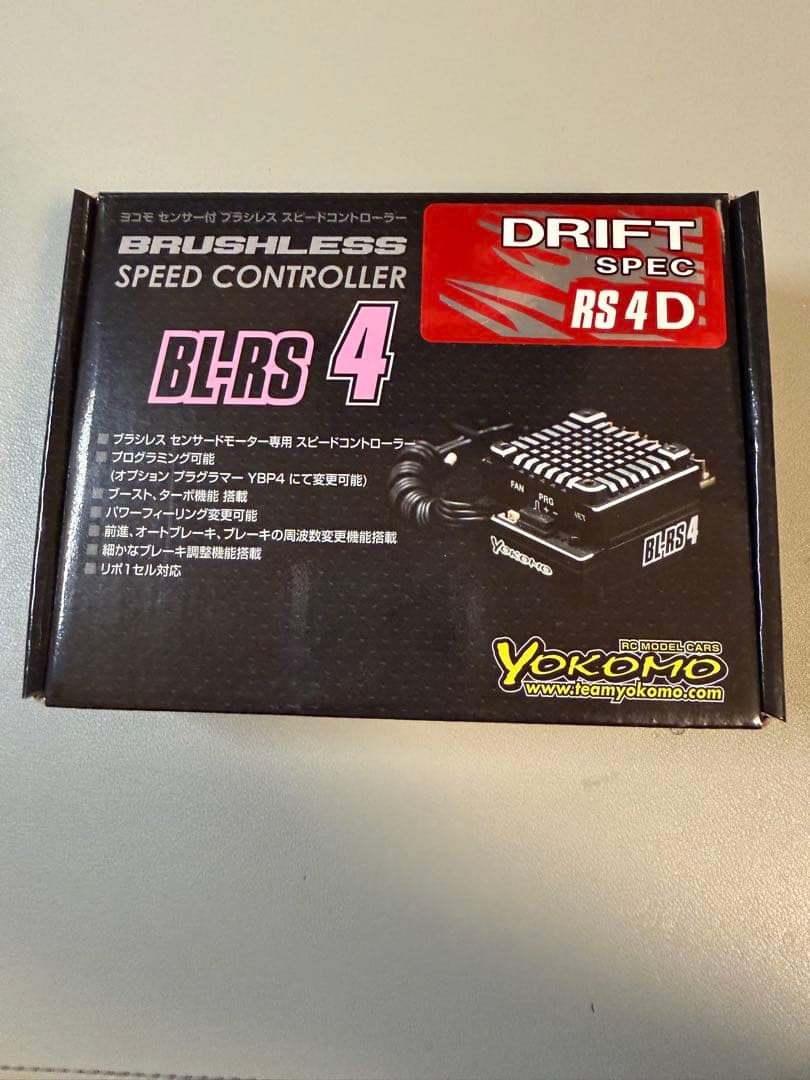 ヨコモ センサー付 ブラシレス スピードコントローラー
BRUSHLESS
SPEED CONTROLLER
DRIFT
SPEC
RS4D
BL-RS 4
ブラシレス センサードモーター専用 スピードコントローラー
プログラミング可能
(オプション プログラマー YBP4 にて変更可能)
ブースト、ターボ機能 搭載
パワーフィーリング変更可能
前進、オートブレーキ、ブレーキの周波数変更機能搭載
細かなブレーキ調整機能搭載
リポ1セル対応
FAN
PRG
YOKOMO
BL-RS4
RC MODEL CARS
YOKOMO
www.teamyokomo.com